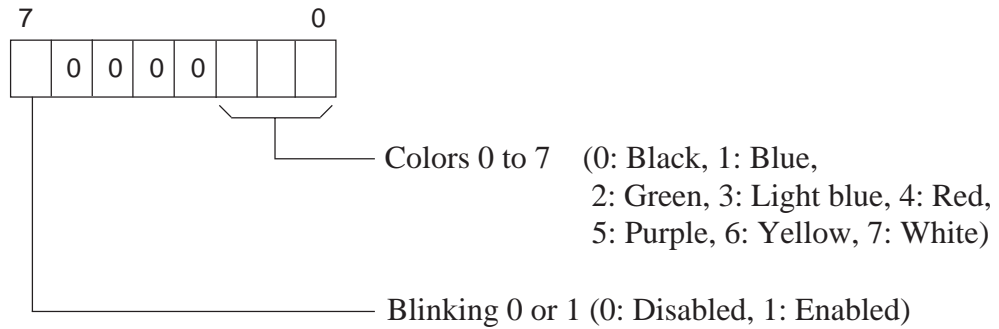 7 0
0 0 0 0
Colors 0 to 7 (0: Black, 1: Blue,
2: Green, 3: Light blue, 4: Red,
5: Purple, 6: Yellow, 7: White)
Blinking 0 or 1 (0: Disabled, 1: Enabled)